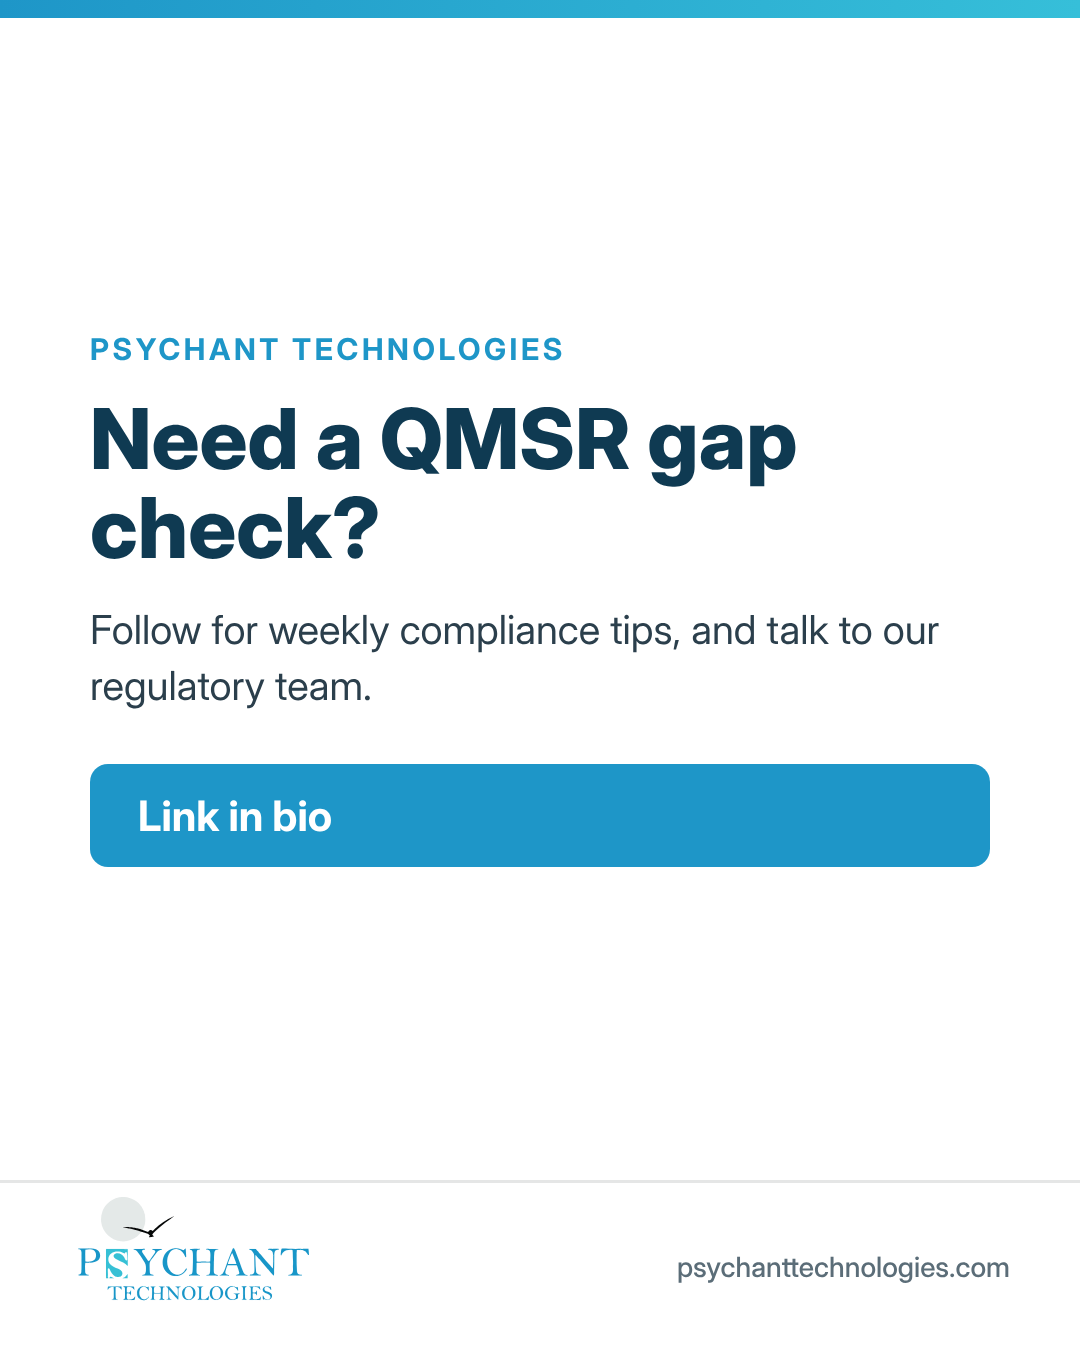 PSYCHANT TECHNOLOGIES
Need a QMSR gap
check?
Follow for weekly compliance tips, and talk to our
regulatory team.
Link in bio
PSYCHANT
TECHNOLOGIES
psychanttechnologies.com